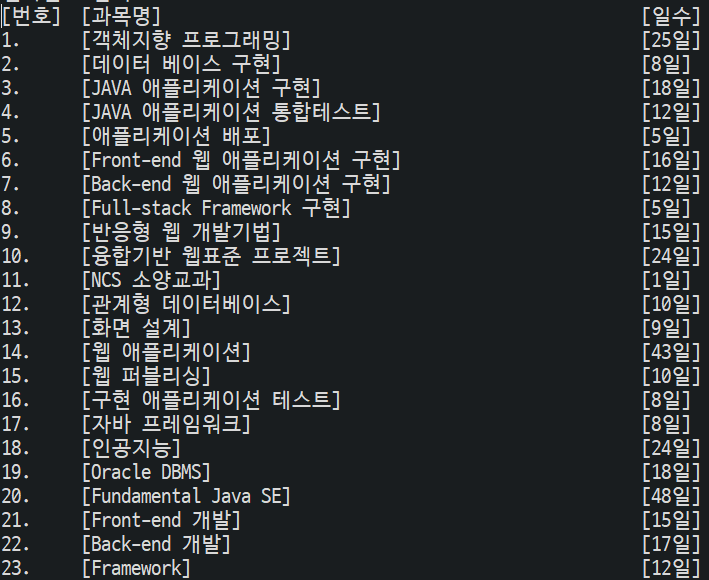 [번호] [과목명] [일수]
1. [객체지향 프로그래밍] [25일]
2. [데이터 베이스 구현] [8일]
3. [JAVA 애플리케이션 구현] [18일]
4. [JAVA 애플리케이션 통합테스트] [12일]
5. [애플리케이션 배포] [5일]
6. [Front-end 웹 애플리케이션 구현] [16일]
7. [Back-end 웹 애플리케이션 구현] [12일]
8. [Full-stack Framework 구현] [5일]
9. [반응형 웹 개발기법] [15일]
10. [융합기반 웹표준 프로젝트] [24일]
11. [NCS 소양교과] [1일]
12. [관계형 데이터베이스] [10일]
13. [화면 설계] [9일]
14. [웹 애플리케이션] [43일]
15. [웹 퍼블리싱] [10일]
16. [구현 애플리케이션 테스트] [8일]
17. [자바 프레임워크] [8일]
18. [인공지능] [24일]
19. [Oracle DBMS] [18일]
20. [Fundamental Java SE] [48일]
21. [Front-end 개발] [15일]
22. [Back-end 개발] [17일]
23. [Framework] [12일]